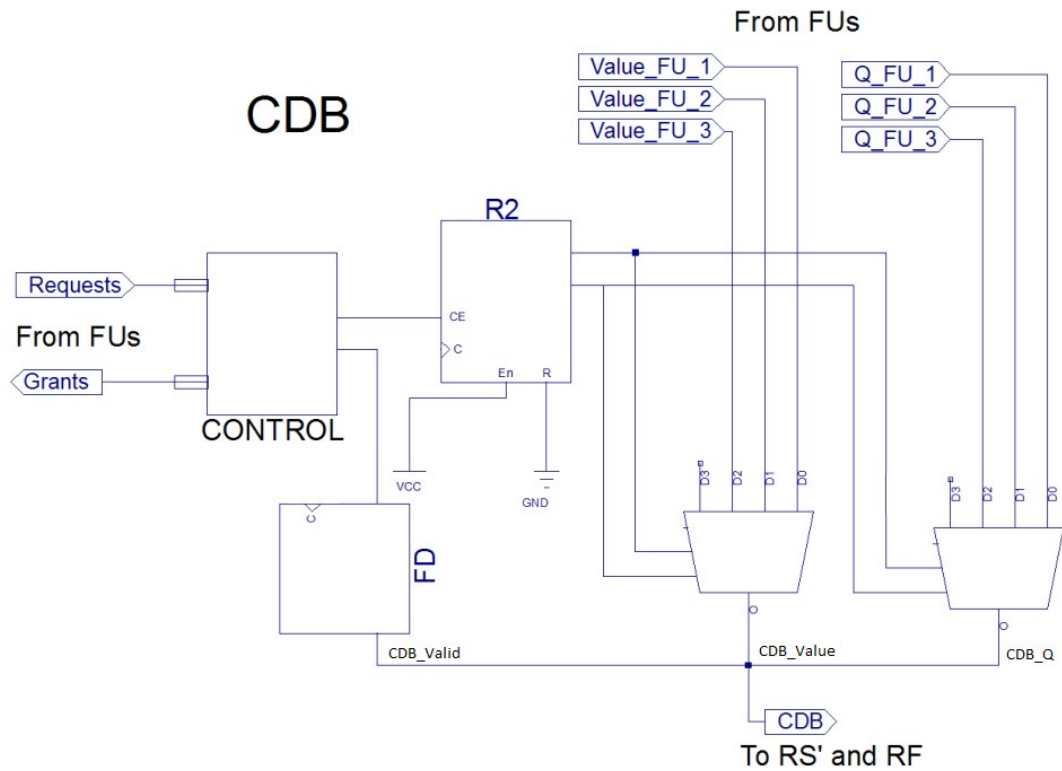 From FUs
Value_FU_1
Value_FU_2
Value_FU_3
Q_FU_1
Q_FU_2
Q_FU_3
CDB
R2
Requests
From FUs
Grants
CONTROL
CE
C
En
R
VCC
GND
D3
D2
D1
D0
D3
D2
D1
D0
C
FD
O
O
CDB_Valid
CDB_Value
CDB_Q
CDB
To RS' and RF